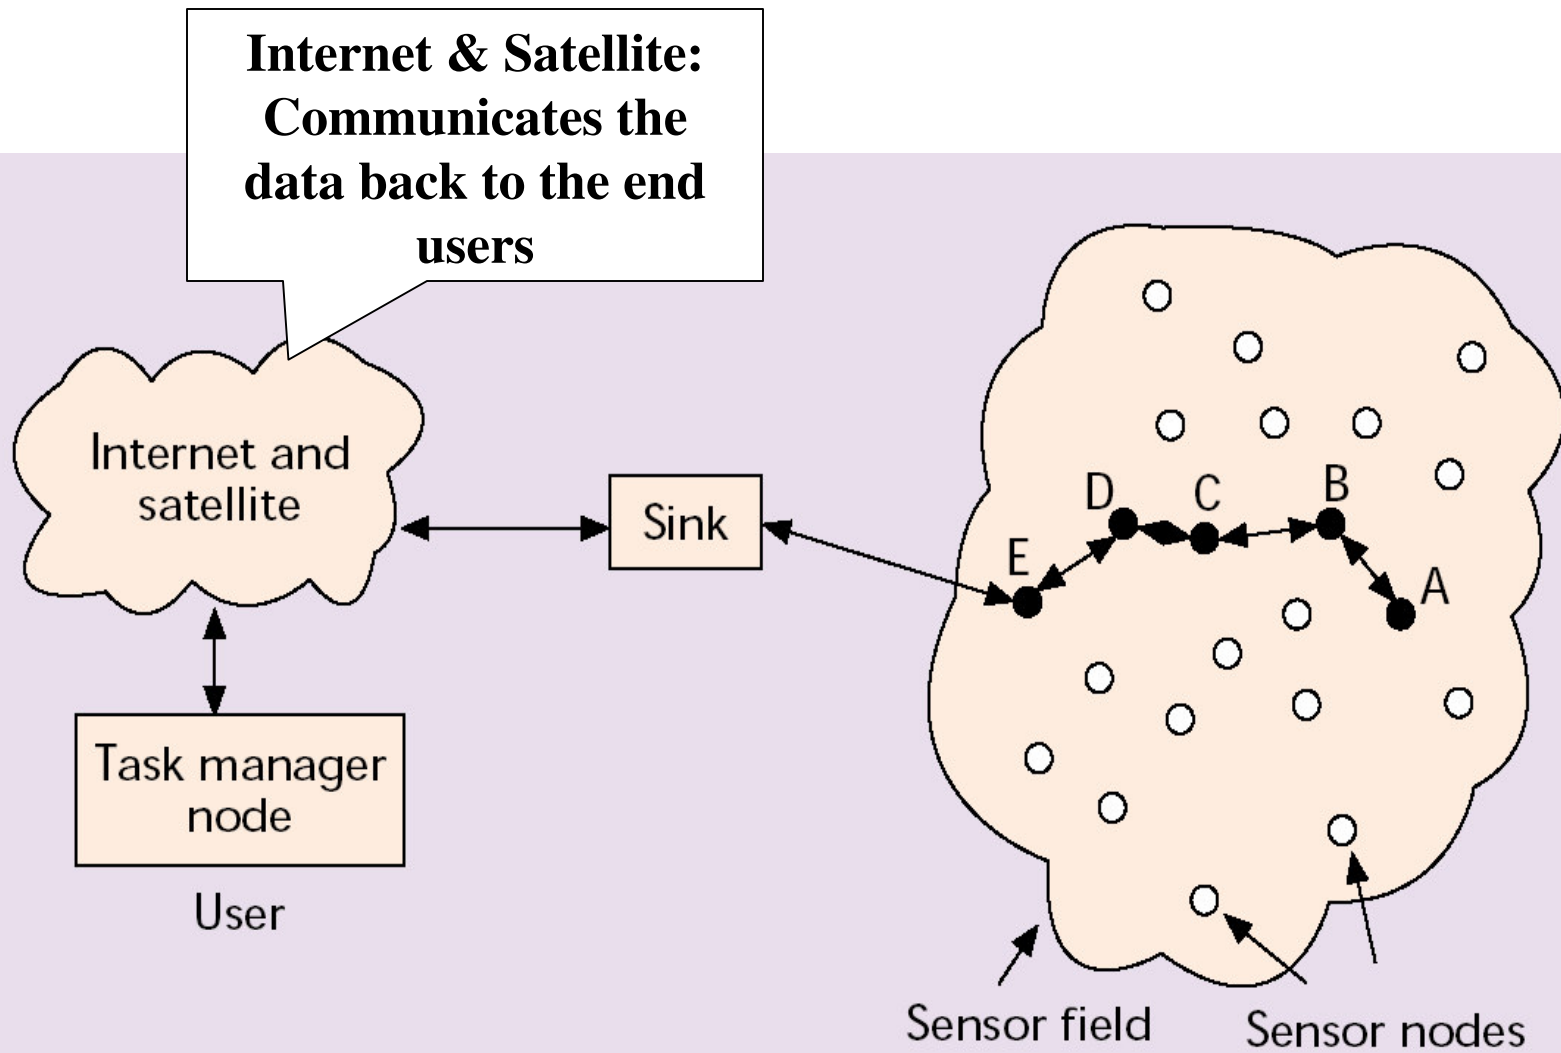 Internet & Satellite:
Communicates the
data back to the end
users
Internet and
satellite
Sink
D
C
B
E
A
Task manager
node
User
Sensor field
Sensor nodes